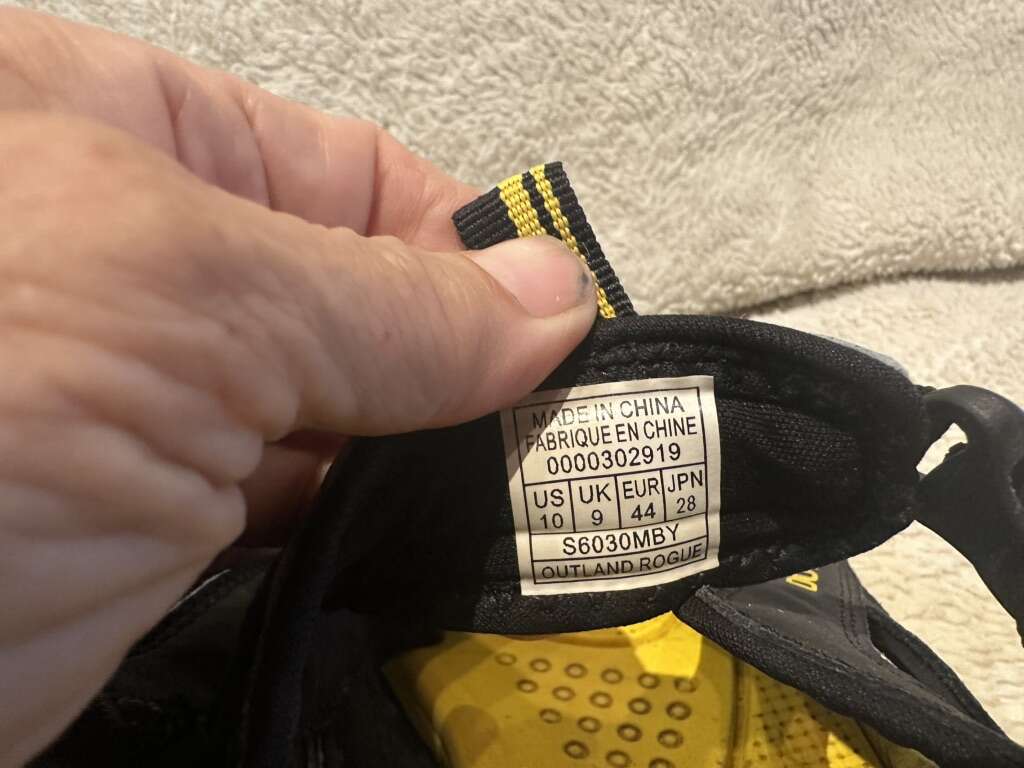 MADE IN CHINA
FABRIQUE EN CHINE
0000302919
US UK EUR JPN
10 9 44 28
S6030MBY
OUTLAND ROGUE